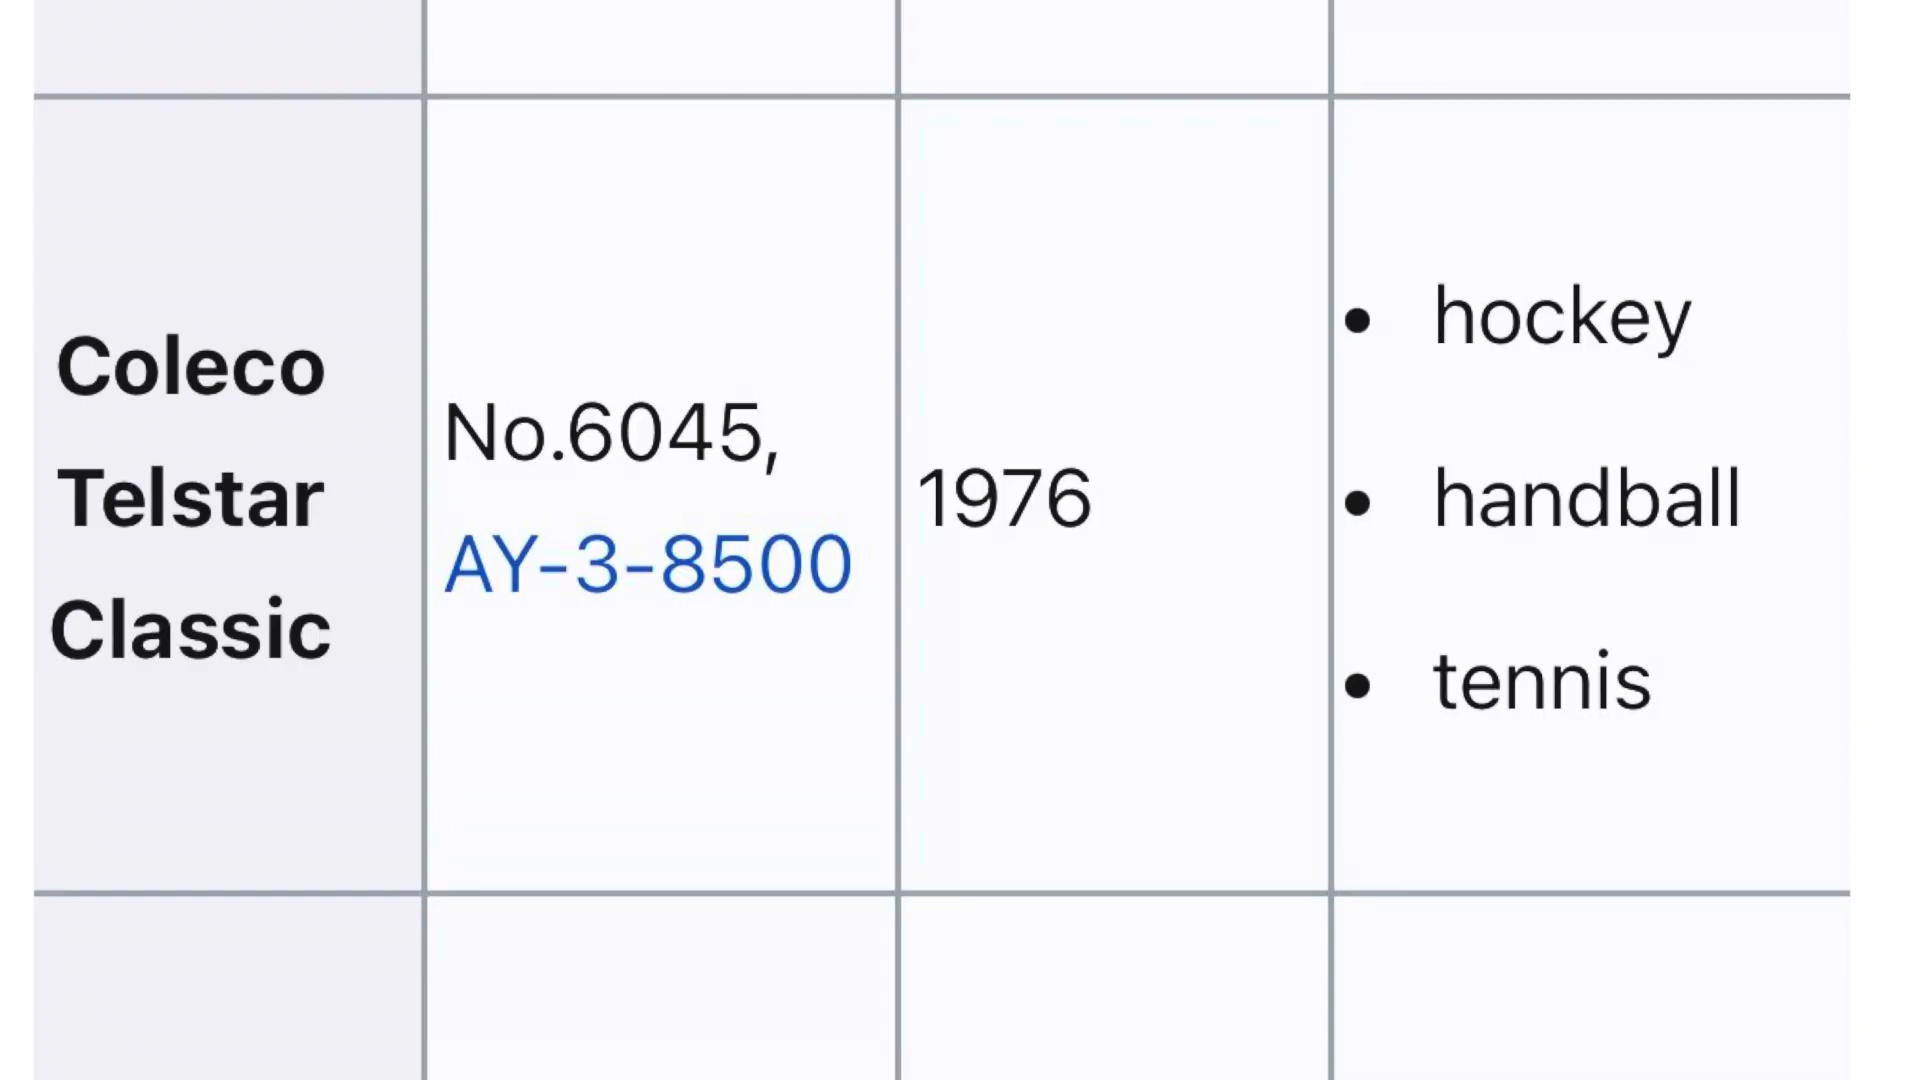 Coleco
Telstar
Classic
No.6045,
AY-3-8500
1976
• hockey
• handball
• tennis